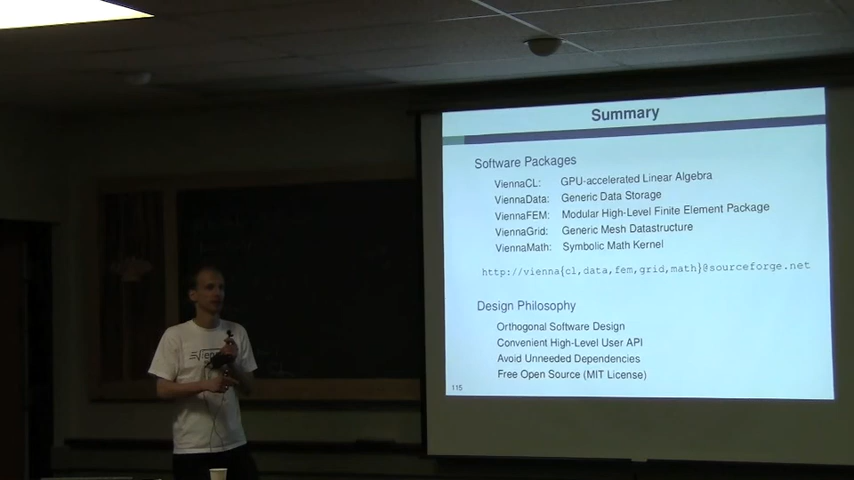 Summary
Software Packages
ViennaCL: GPU-accelerated Linear Algebra
ViennaData: Generic Data Storage
ViennaFEM: Modular High-Level Finite Element Package
ViennaGrid: Generic Mesh Datastructure
ViennaMath: Symbolic Math Kernel
http://vienna{cl,data,fem,grid,math}@sourceforge.net
Design Philosophy
Orthogonal Software Design
Convenient High-Level User API
Avoid Unneeded Dependencies
Free Open Source (MIT License)
115